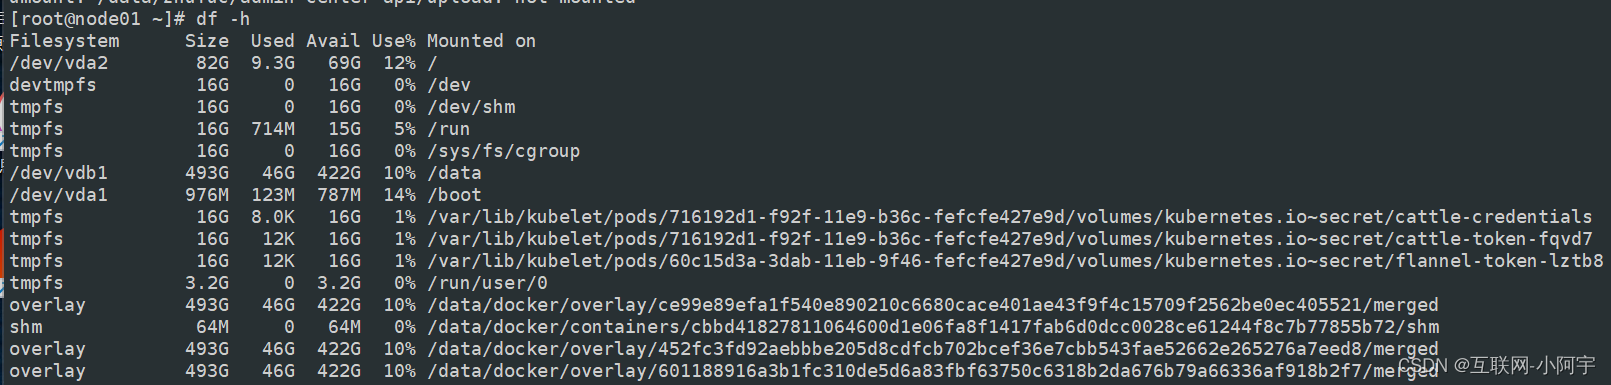 [root@node01 ~]# df -h
Filesystem      Size  Used Avail Use% Mounted on
/dev/vda2        82G  9.3G   69G  12% /
devtmpfs         16G     0   16G   0% /dev
tmpfs            16G     0   16G   0% /dev/shm
tmpfs            16G  714M   15G   5% /run
tmpfs            16G     0   16G   0% /sys/fs/cgroup
/dev/vdb1       493G   46G  422G  10% /data
/dev/vda1       976M  123M  787M  14% /boot
tmpfs            16G  8.0K   16G   1% /var/lib/kubelet/pods/716192d1-f92f-11e9-b36c-fefcfe427e9d/volumes/kubernetes.io~secret/cattle-credentials
tmpfs            16G   12K   16G   1% /var/lib/kubelet/pods/716192d1-f92f-11e9-b36c-fefcfe427e9d/volumes/kubernetes.io~secret/cattle-token-fqvd7
tmpfs            16G   12K   16G   1% /var/lib/kubelet/pods/60c15d3a-3dab-11eb-9f46-fefcfe427e9d/volumes/kubernetes.io~secret/flannel-token-lztb8
tmpfs           3.2G     0  3.2G   0% /run/user/0
overlay         493G   46G  422G  10% /data/docker/overlay/ce99e89efa1f540e890210c6680cace401ae43f9f4c15709f2562be0ec405521/merged
shm              64M     0   64M   0% /data/docker/containers/cbbd41827811064600d1e06fa8f1417fab6d0dcc0028ce61244f8c7b77855b72/shm
overlay         493G   46G  422G  10% /data/docker/overlay/452fc3fd92aebbbe205d8cdfcb702bcef36e7cbb543fae52662e265276a7eed8/merged
overlay         493G   46G  422G  10% /data/docker/overlay/601188916a3b1fc310de5d6a83fbf63750c6318b2da676b79a66336af918b2f7/merged
CSDN @互联网-小阿宇